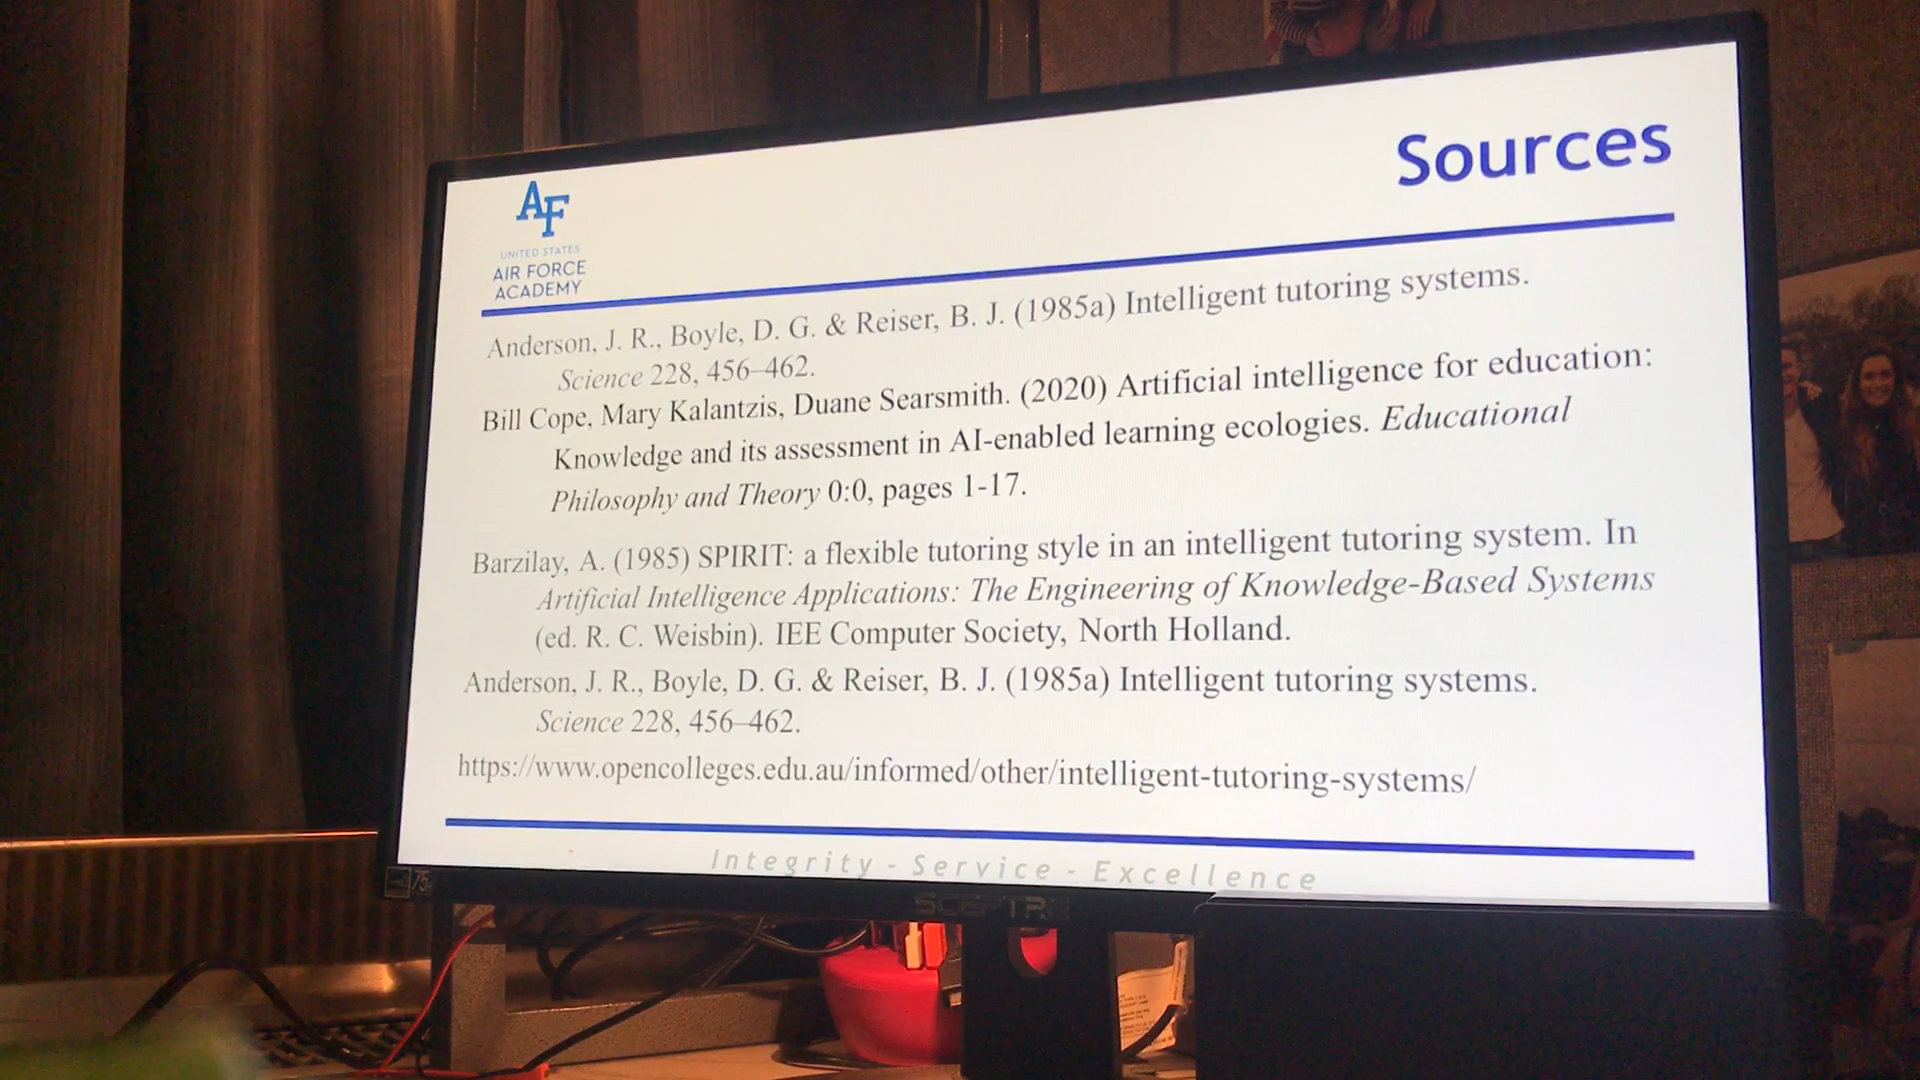 Sources
AF
UNITED STATES
AIR FORCE
ACADEMY
Anderson, J. R., Boyle, D. G. & Reiser, B. J. (1985a) Intelligent tutoring systems.
Science 228, 456–462.
Bill Cope, Mary Kalantzis, Duane Searsmith. (2020) Artificial intelligence for education:
Knowledge and its assessment in AI-enabled learning ecologies. Educational
Philosophy and Theory 0:0, pages 1-17.
Barzilay, A. (1985) SPIRIT: a flexible tutoring style in an intelligent tutoring system. In
Artificial Intelligence Applications: The Engineering of Knowledge-Based Systems
(ed. R. C. Weisbin). IEE Computer Society, North Holland.
Anderson, J. R., Boyle, D. G. & Reiser, B. J. (1985a) Intelligent tutoring systems.
Science 228, 456–462.
https://www.opencolleges.edu.au/informed/other/intelligent-tutoring-systems/
Integrity - Service - Excellence
75
SCEPTRE